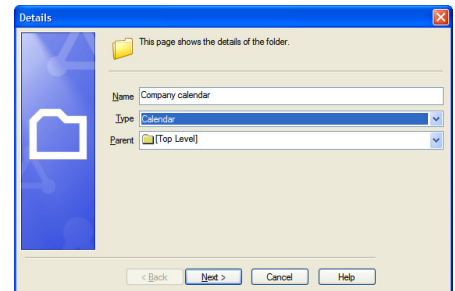 Details
This page shows the details of the folder.
Name Company calendar
Type Calendar
Parent [Top Level]
< Back Next > Cancel Help